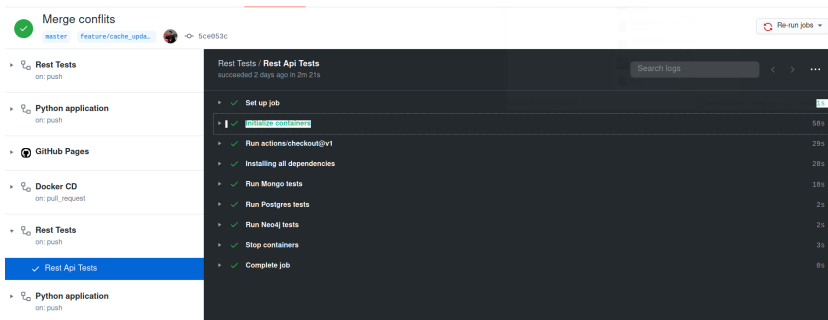 Merge conflits
master feature/cache_upda… 5ce053c
Re-run jobs
Rest Tests
on: push
Python application
on: push
GitHub Pages
Docker CD
on: pull_request
Rest Tests
on: push
Rest Api Tests
Python application
on: push
Rest Tests / Rest Api Tests
succeeded 2 days ago in 2m 21s
Search logs
Set up job 1s
Initialize containers 50s
Run actions/checkout@v1 29s
Installing all dependencies 20s
Run Mongo tests 10s
Run Postgres tests 2s
Run Neo4j tests 2s
Stop containers 3s
Complete job 0s